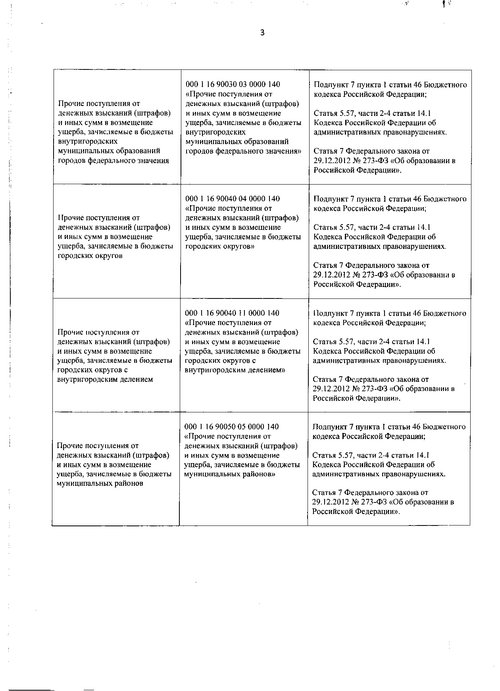 3
Прочие поступления от
денежных взысканий (штрафов)
и иных сумм в возмещение
ущерба, зачисляемые в бюджеты
внутригородских
муниципальных образований
городов федерального значения
000 1 16 90030 03 0000 140
«Прочие поступления от
денежных взысканий (штрафов)
и иных сумм в возмещение
ущерба, зачисляемые в бюджеты
внутригородских
муниципальных образований
городов федерального значения»
Подпункт 7 пункта 1 статьи 46 Бюджетного
кодекса Российской Федерации;
Статья 5.57, части 2-4 статьи 14.1
Кодекса Российской Федерации об
административных правонарушениях.
Статья 7 Федерального закона от
29.12.2012 № 273-ФЗ «Об образовании в
Российской Федерации».
Прочие поступления от
денежных взысканий (штрафов)
и иных сумм в возмещение
ущерба, зачисляемые в бюджеты
городских округов
000 1 16 90040 04 0000 140
«Прочие поступления от
денежных взысканий (штрафов)
и иных сумм в возмещение
ущерба, зачисляемые в бюджеты
городских округов»
Подпункт 7 пункта 1 статьи 46 Бюджетного
кодекса Российской Федерации;
Статья 5.57, части 2-4 статьи 14.1
Кодекса Российской Федерации об
административных правонарушениях.
Статья 7 Федерального закона от
29.12.2012 № 273-ФЗ «Об образовании в
Российской Федерации».
Прочие поступления от
денежных взысканий (штрафов)
и иных сумм в возмещение
ущерба, зачисляемые в бюджеты
городских округов с
внутригородским делением
000 1 16 90040 11 0000 140
«Прочие поступления от
денежных взысканий (штрафов)
и иных сумм в возмещение
ущерба, зачисляемые в бюджеты
городских округов с
внутригородским делением»
Подпункт 7 пункта 1 статьи 46 Бюджетного
кодекса Российской Федерации;
Статья 5.57, части 2-4 статьи 14.1
Кодекса Российской Федерации об
административных правонарушениях.
Статья 7 Федерального закона от
29.12.2012 № 273-ФЗ «Об образовании в
Российской Федерации».
Прочие поступления от
денежных взысканий (штрафов)
и иных сумм в возмещение
ущерба, зачисляемые в бюджеты
муниципальных районов
000 1 16 90050 05 0000 140
«Прочие поступления от
денежных взысканий (штрафов)
и иных сумм в возмещение
ущерба, зачисляемые в бюджеты
муниципальных районов»
Подпункт 7 пункта 1 статьи 46 Бюджетного
кодекса Российской Федерации;
Статья 5.57, части 2-4 статьи 14.1
Кодекса Российской Федерации об
административных правонарушениях.
Статья 7 Федерального закона от
29.12.2012 № 273-ФЗ «Об образовании в
Российской Федерации».